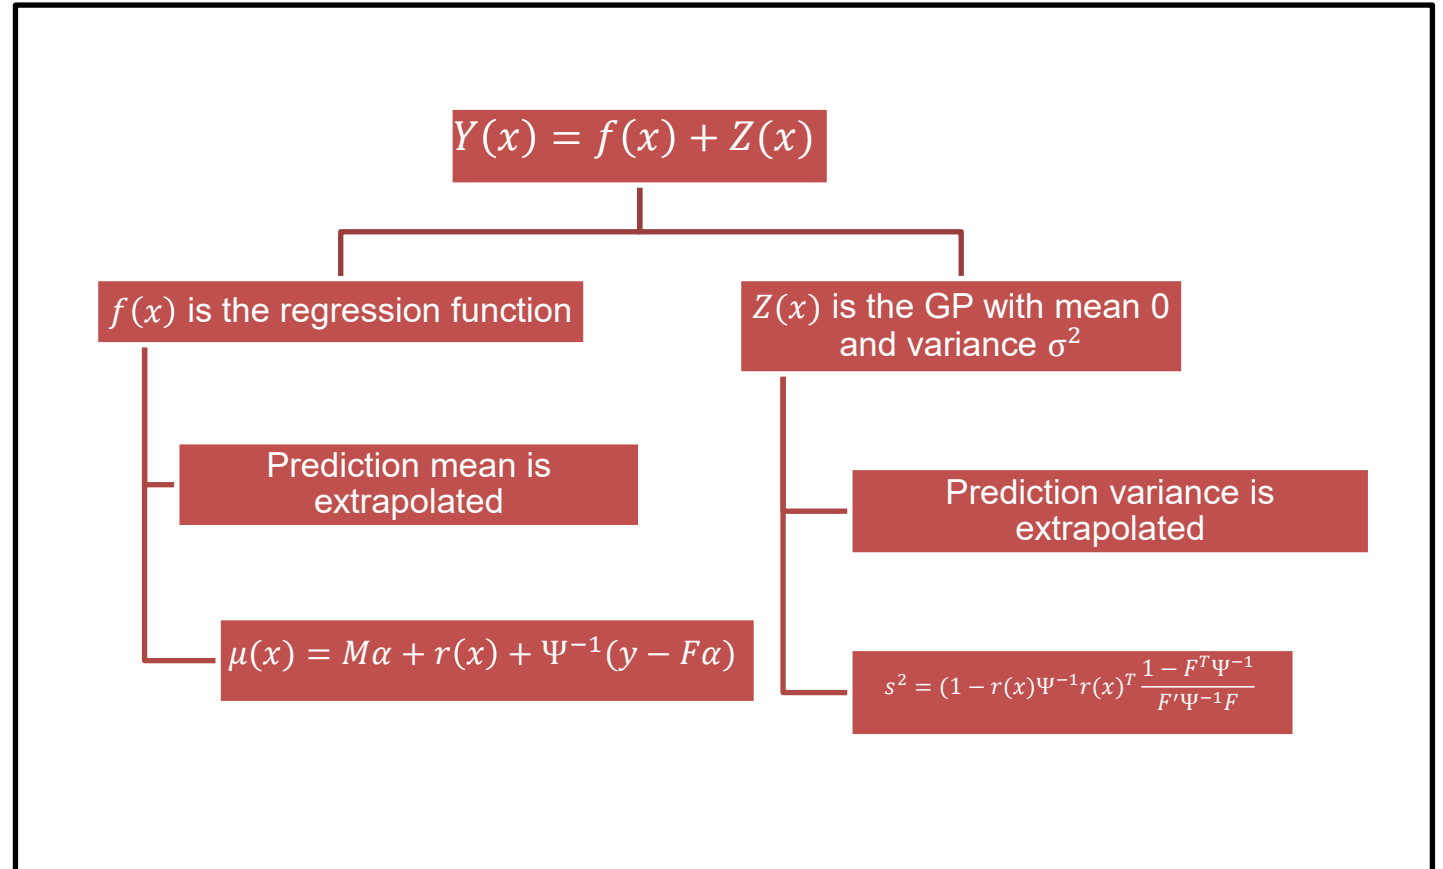 Y(x) = f(x) + Z(x)
f(x) is the regression function
Z(x) is the GP with mean 0
and variance σ²
Prediction mean is
extrapolated
Prediction variance is
extrapolated
μ(x) = Mα + r(x) + Ψ⁻¹(y − Fα)
s² = (1 − r(x)Ψ⁻¹r(x)ᵀ (1 − FᵀΨ⁻¹)/(F′Ψ⁻¹F)